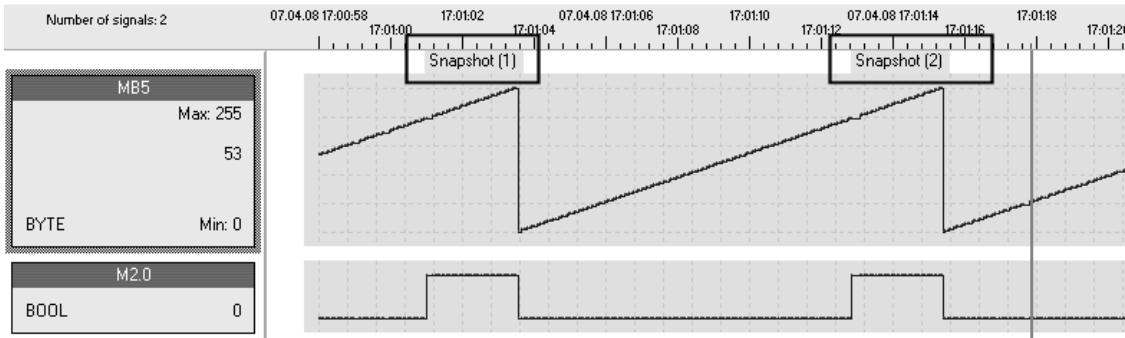 Number of signals: 2
07.04.08 17:00:58 17:01:02 07.04.08 17:01:06 17:01:10 07.04.08 17:01:14 17:01:18
17:01:00 17:01:04 17:01:08 17:01:12 17:01:16
Snapshot (1) Snapshot (2)
MB5
Max: 255
53
BYTE Min: 0
M2.0
BOOL 0